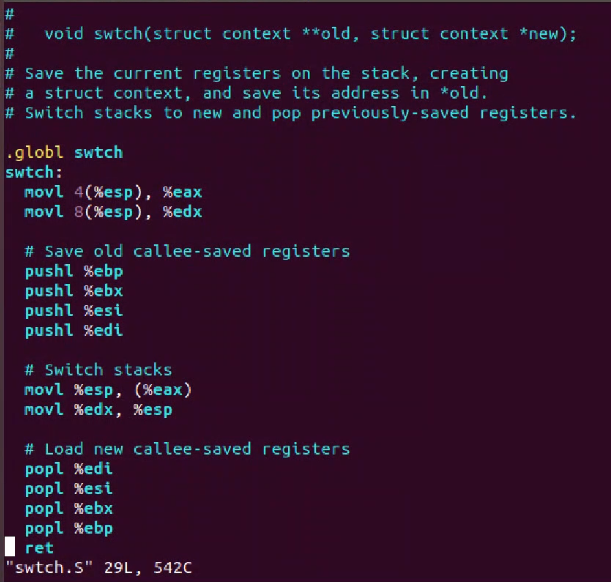 #
#   void swtch(struct context **old, struct context *new);
#
# Save the current registers on the stack, creating
# a struct context, and save its address in *old.
# Switch stacks to new and pop previously-saved registers.

.globl swtch
swtch:
  movl 4(%esp), %eax
  movl 8(%esp), %edx

  # Save old callee-saved registers
  pushl %ebp
  pushl %ebx
  pushl %esi
  pushl %edi

  # Switch stacks
  movl %esp, (%eax)
  movl %edx, %esp

  # Load new callee-saved registers
  popl %edi
  popl %esi
  popl %ebx
  popl %ebp
  ret
"swtch.S" 29L, 542C